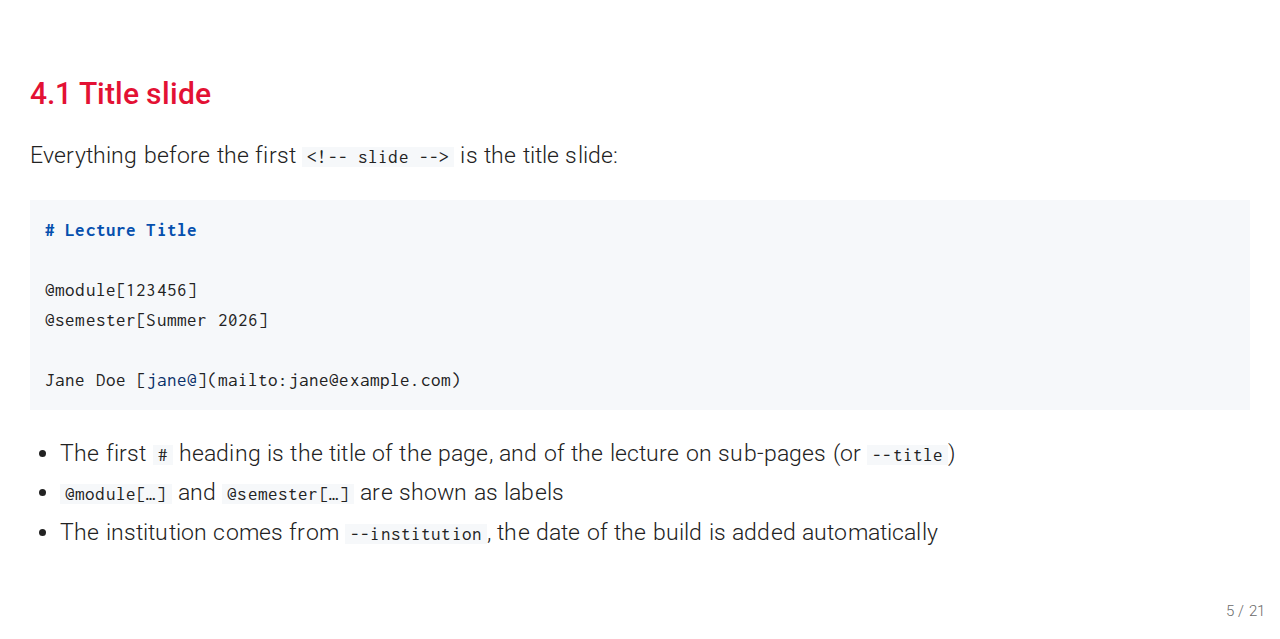 4.1 Title slide
Everything before the first <!-- slide --> is the title slide:
# Lecture Title
@module[123456]
@semester[Summer 2026]
Jane Doe [jane@](mailto:jane@example.com)
• The first # heading is the title of the page, and of the lecture on sub-pages (or --title)
• @module[…] and @semester[…] are shown as labels
• The institution comes from --institution, the date of the build is added automatically
5 / 21